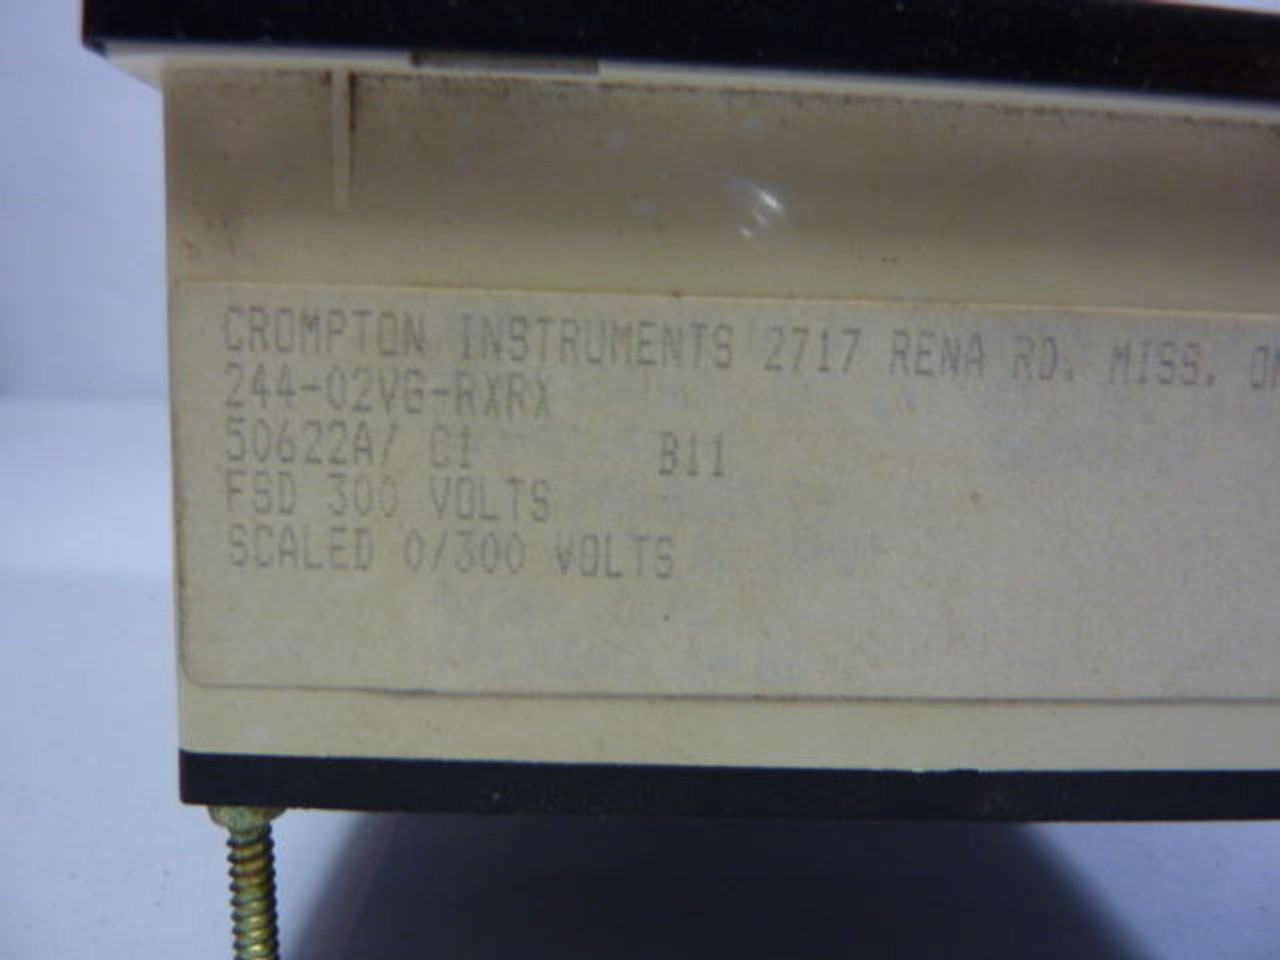 CROMPTON INSTRUMENTS 2717 RENA RD. MISS. ON
244-02VG-RXRX
50622A/ C1 B11
FSD 300 VOLTS
SCALED 0/300 VOLTS